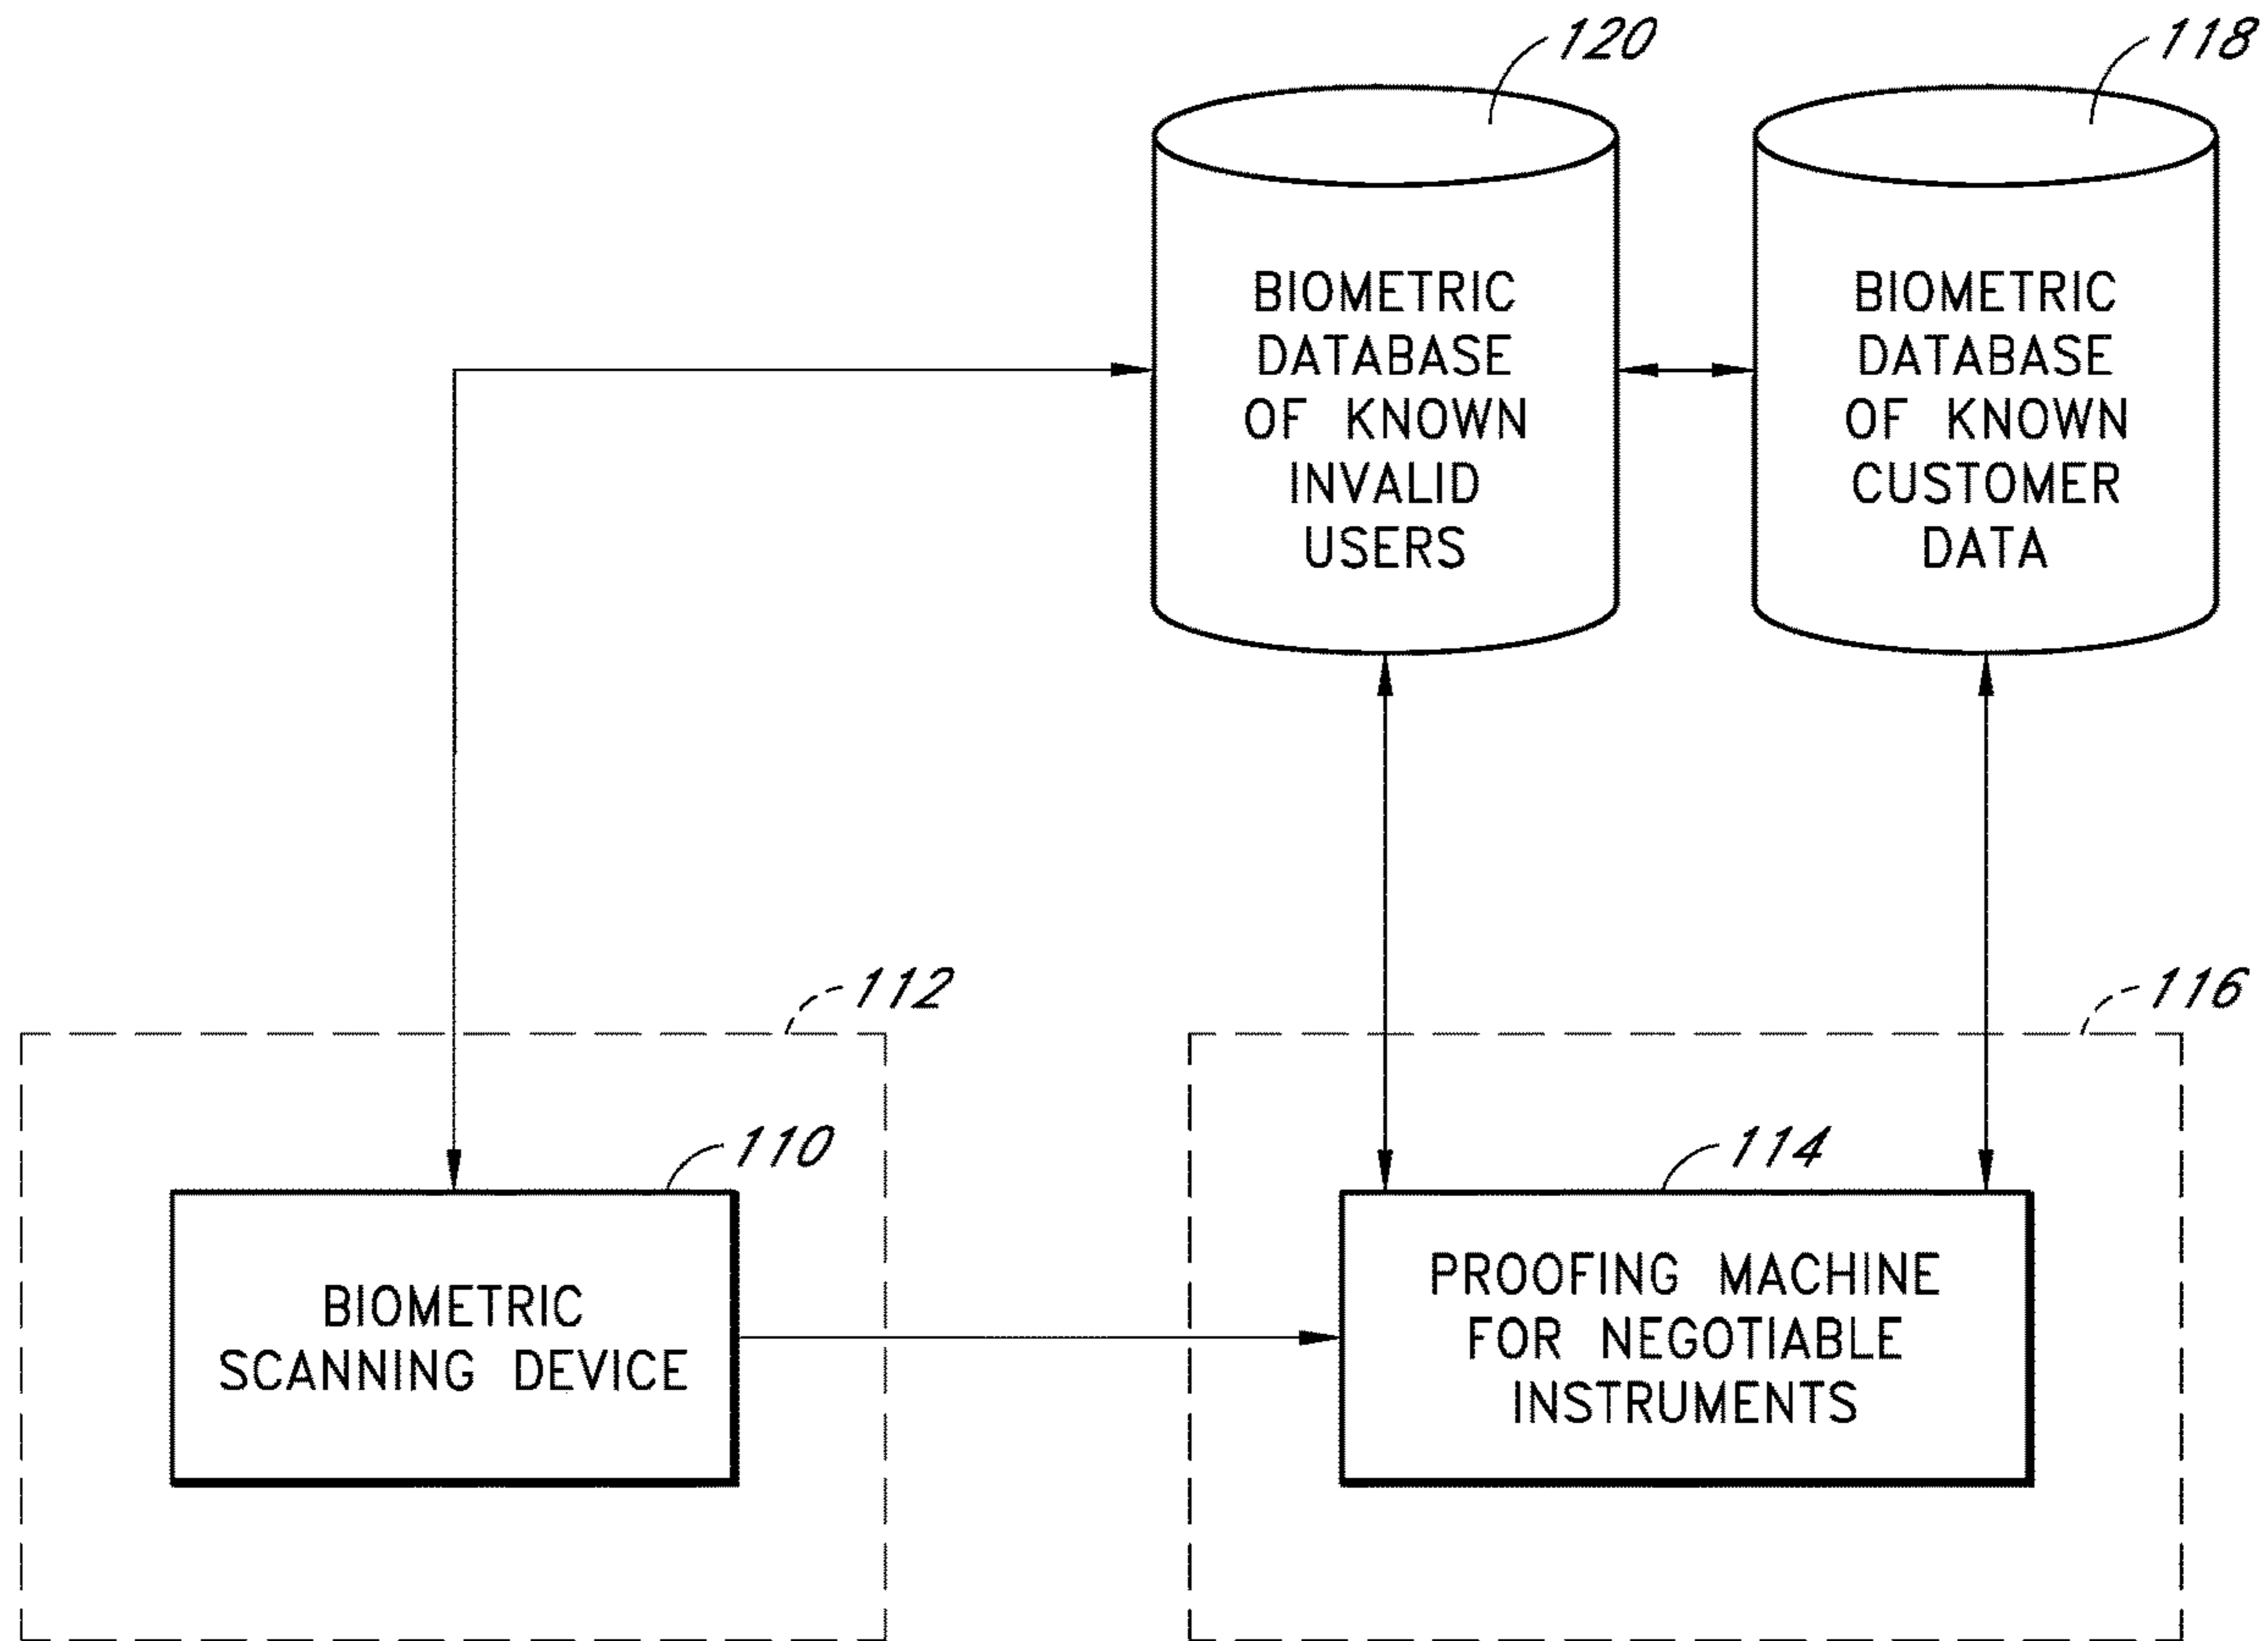 120
118
BIOMETRIC
DATABASE
OF KNOWN
INVALID
USERS
BIOMETRIC
DATABASE
OF KNOWN
CUSTOMER
DATA
112
116
110
114
BIOMETRIC
SCANNING DEVICE
PROOFING MACHINE
FOR NEGOTIABLE
INSTRUMENTS